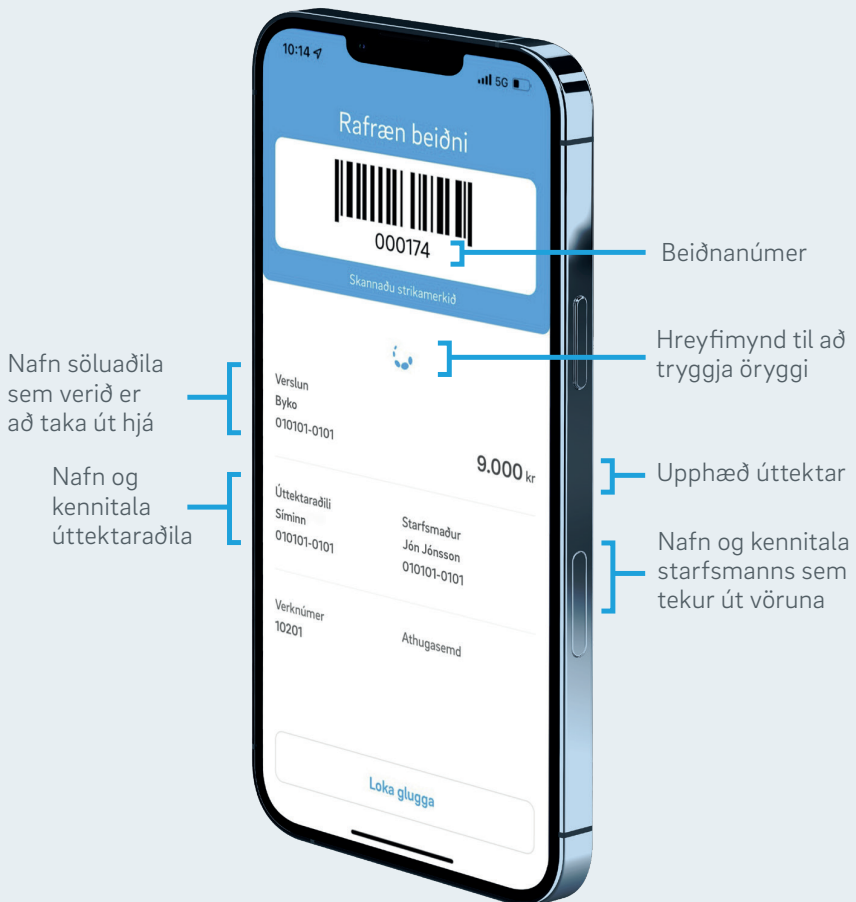 10:14
5G
Rafræn beiðni
000174
Skannaðu strikamerkið
Verslun
Byko
010101-0101
9.000 kr
Úttektaraðili
Síminn
010101-0101
Starfsmaður
Jón Jónsson
010101-0101
Verknúmer
10201
Athugasemd
Loka glugga
Nafn söluaðila
sem verið er
að taka út hjá
Nafn og
kennitala
úttektaraðila
Beiðnanúmer
Hreyfimynd til að
tryggja öryggi
Upphæð úttektar
Nafn og kennitala
starfsmanns sem
tekur út vöruna